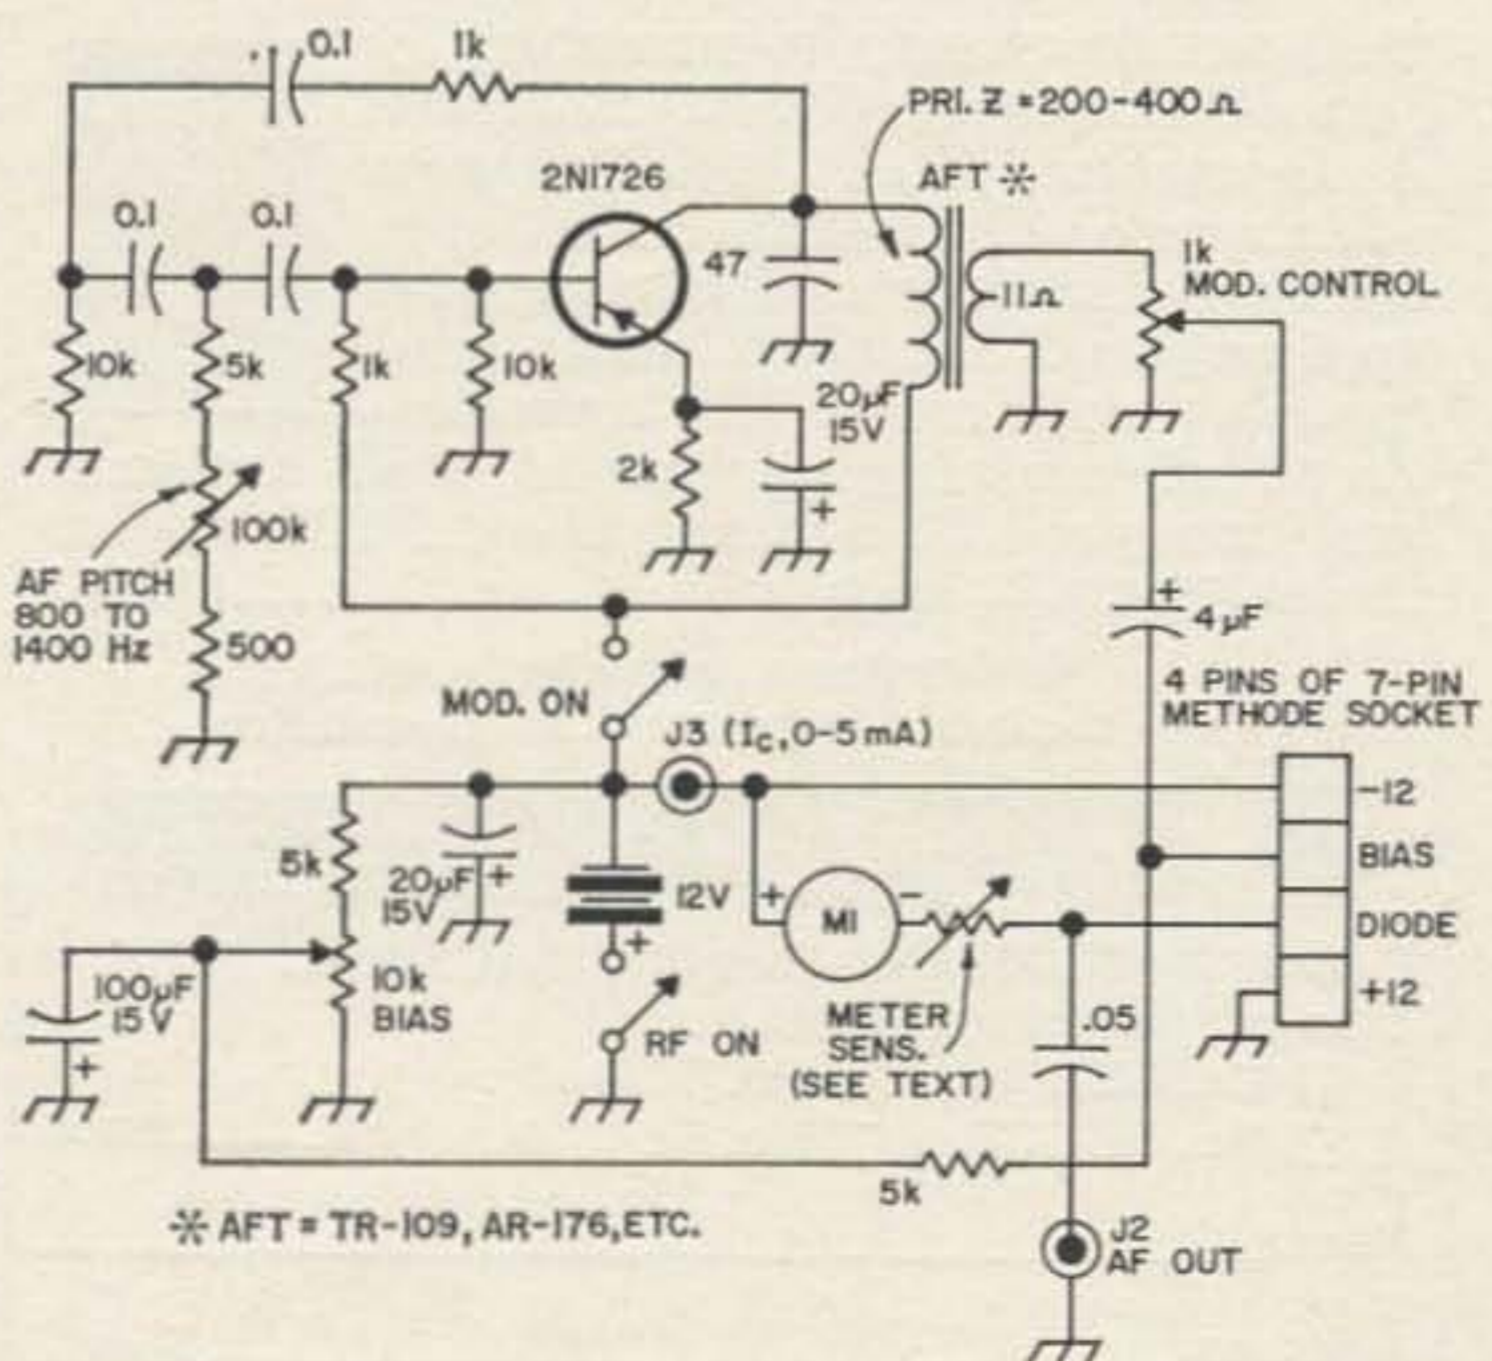 0.1
1k
PRI. Z = 200-400Ω
2N1726
AFT ✲
0.1
0.1
47
1k
MOD. CONTROL
11Ω
10k
5k
1k
10k
20µF
15V
2k
100k
AF PITCH
800 TO
1400 Hz
500
+
+
4µF
MOD. ON
J3 (Ic, 0-5 mA)
4 PINS OF 7-PIN
METHODE SOCKET
-12
BIAS
DIODE
+12
5k
20µF
15V
+
12V
+
+
M1
-
100µF
15V
+
10k
BIAS
RF ON
METER
SENS.
(SEE TEXT)
.05
5k
✲ AFT = TR-109, AR-176, ETC.
J2
AF OUT